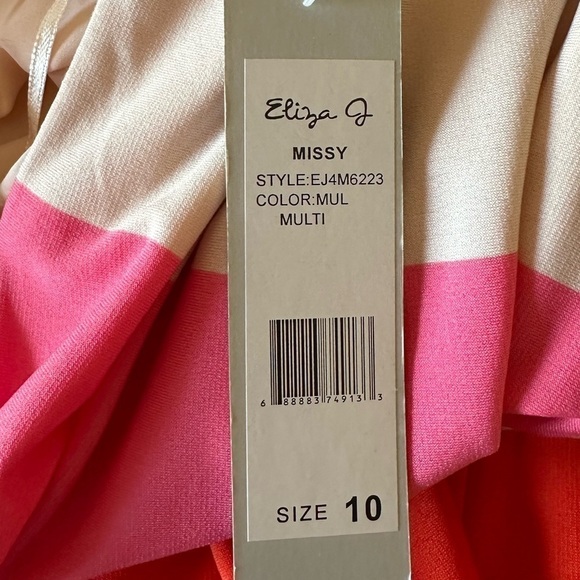 Eliza J
MISSY
STYLE:EJ4M6223
COLOR:MUL
MULTI
6 88883 74913 3
SIZE 10